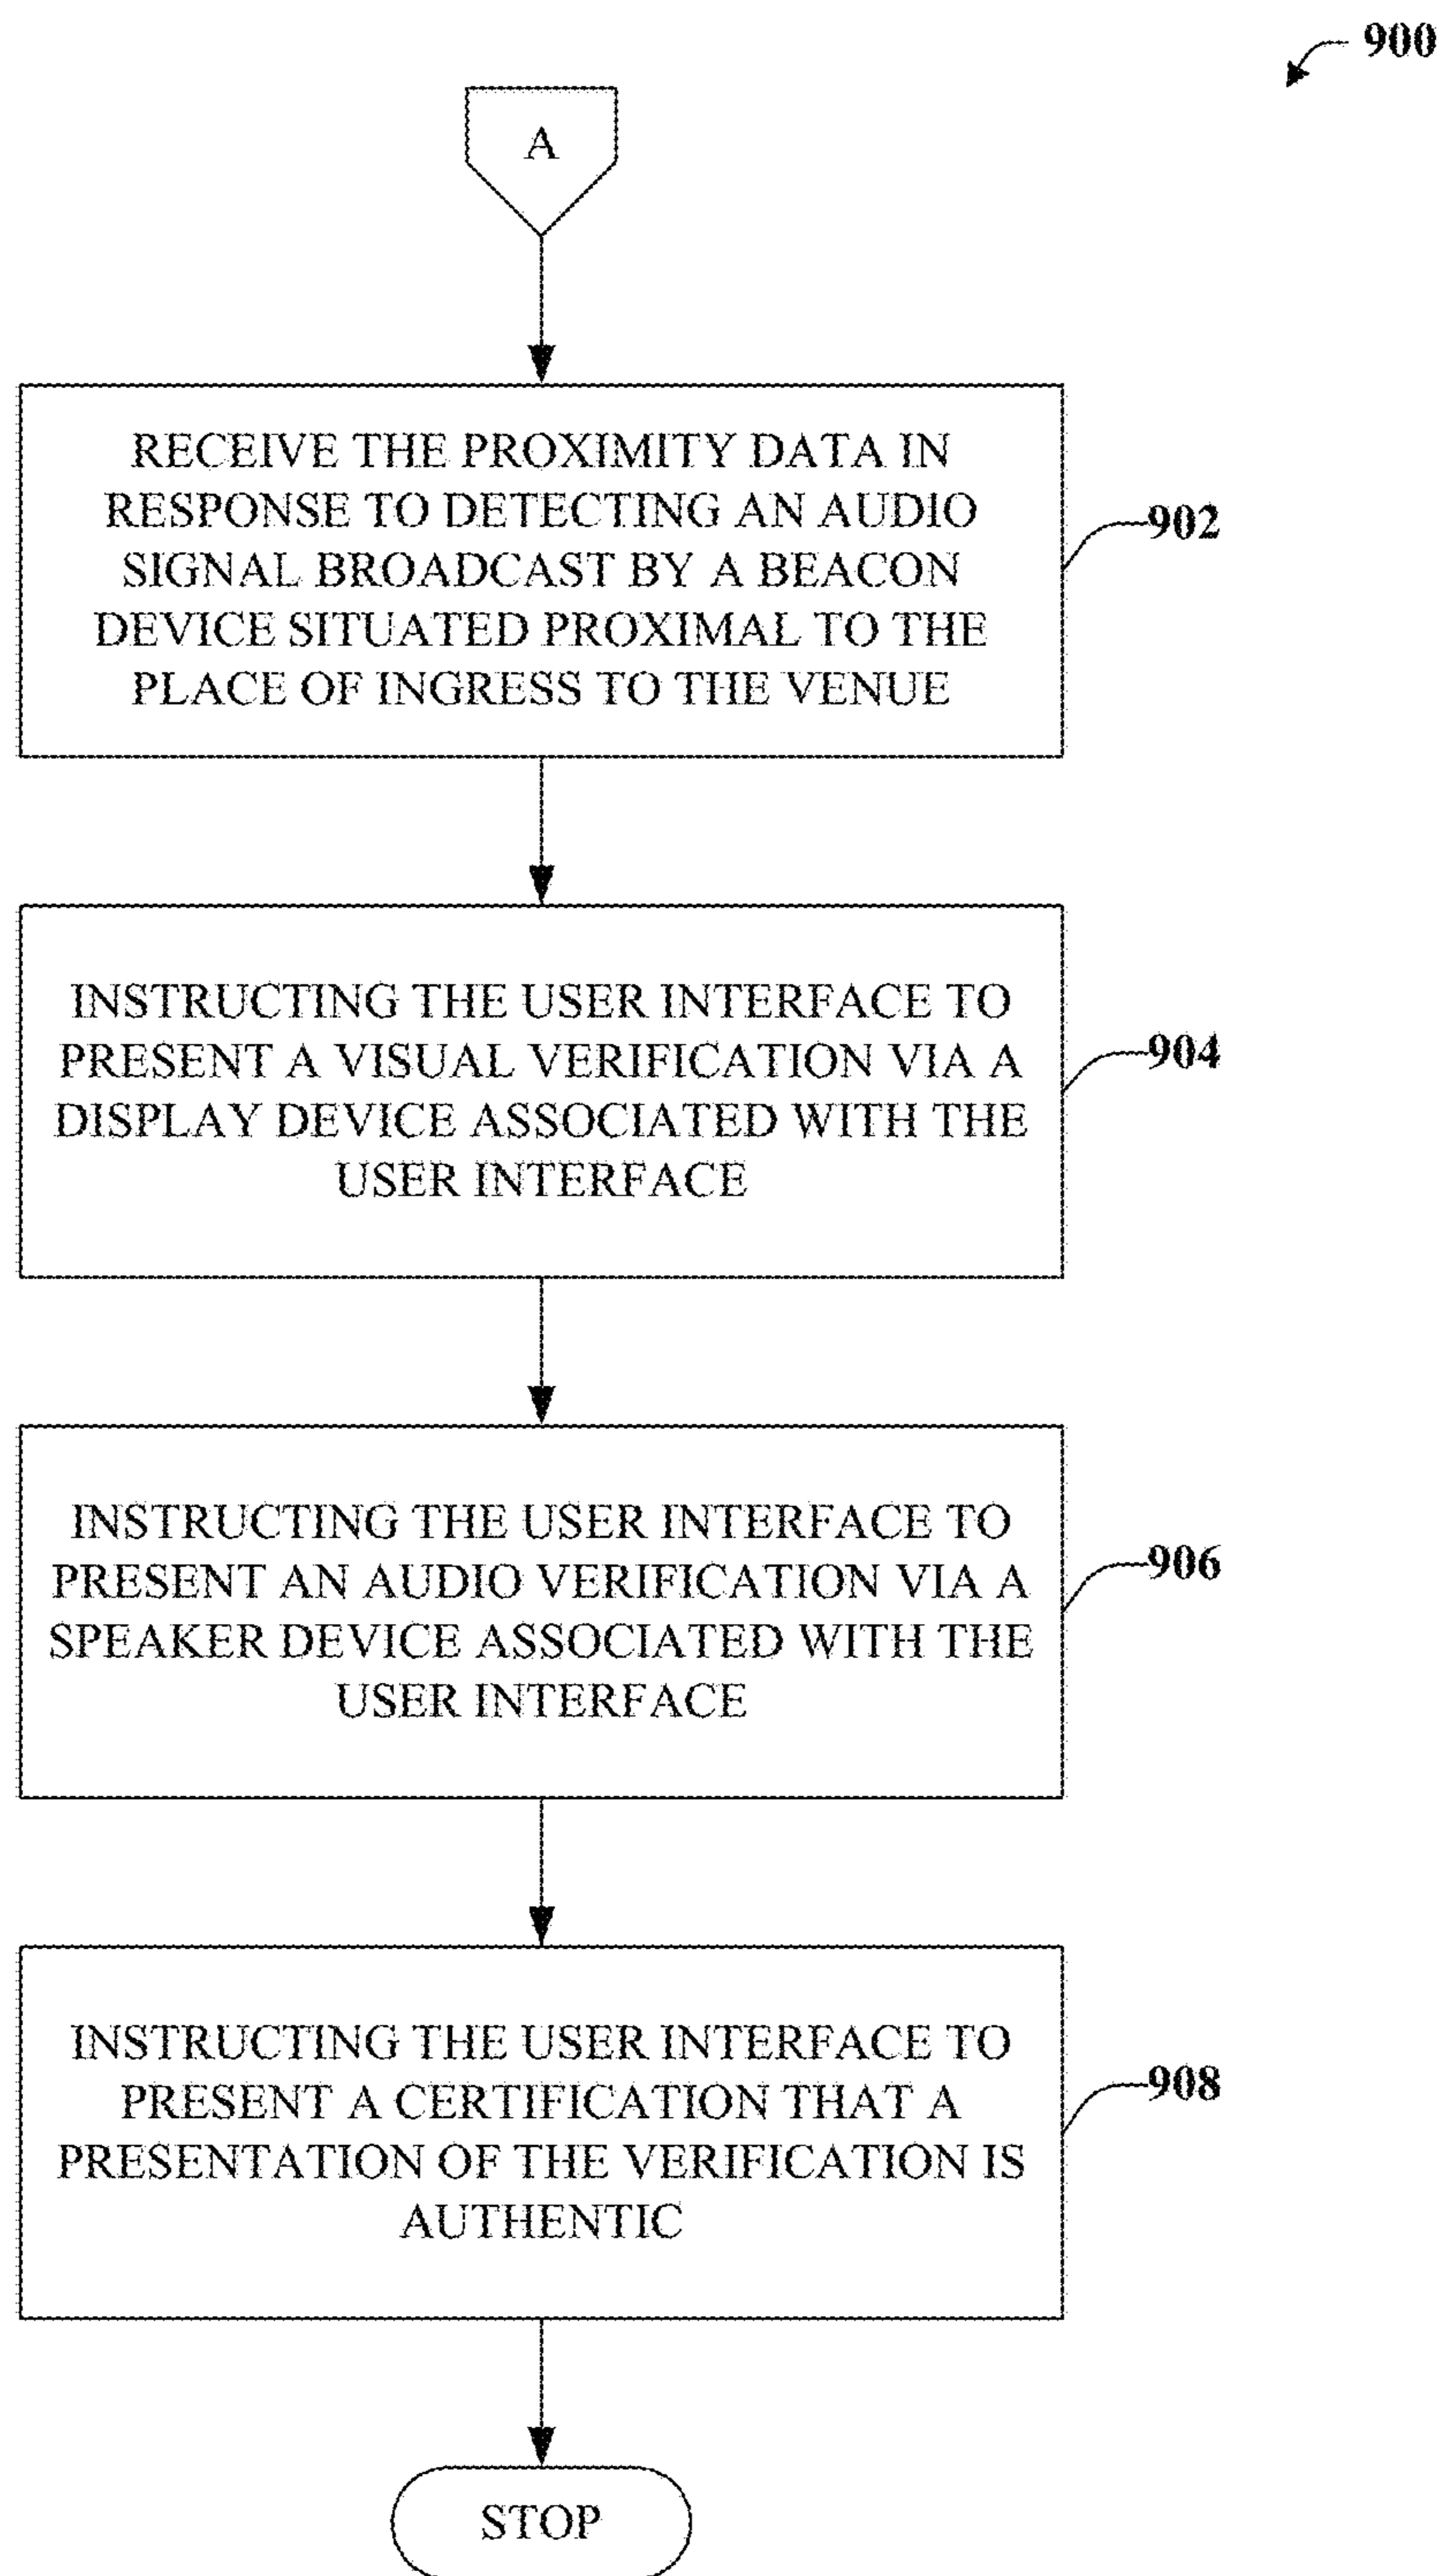 900
A
RECEIVE THE PROXIMITY DATA IN
RESPONSE TO DETECTING AN AUDIO
SIGNAL BROADCAST BY A BEACON
DEVICE SITUATED PROXIMAL TO THE
PLACE OF INGRESS TO THE VENUE
902
INSTRUCTING THE USER INTERFACE TO
PRESENT A VISUAL VERIFICATION VIA A
DISPLAY DEVICE ASSOCIATED WITH THE
USER INTERFACE
904
INSTRUCTING THE USER INTERFACE TO
PRESENT AN AUDIO VERIFICATION VIA A
SPEAKER DEVICE ASSOCIATED WITH THE
USER INTERFACE
906
INSTRUCTING THE USER INTERFACE TO
PRESENT A CERTIFICATION THAT A
PRESENTATION OF THE VERIFICATION IS
AUTHENTIC
908
STOP